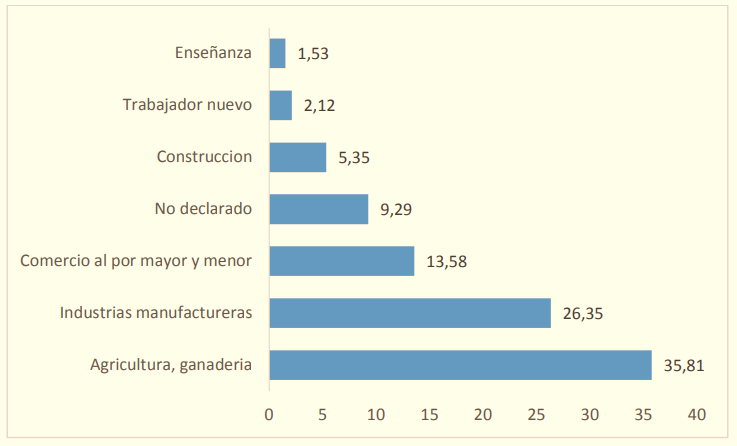 Enseñanza 1,53
Trabajador nuevo 2,12
Construccion 5,35
No declarado 9,29
Comercio al por mayor y menor 13,58
Industrias manufactureras 26,35
Agricultura, ganaderia 35,81
0 5 10 15 20 25 30 35 40